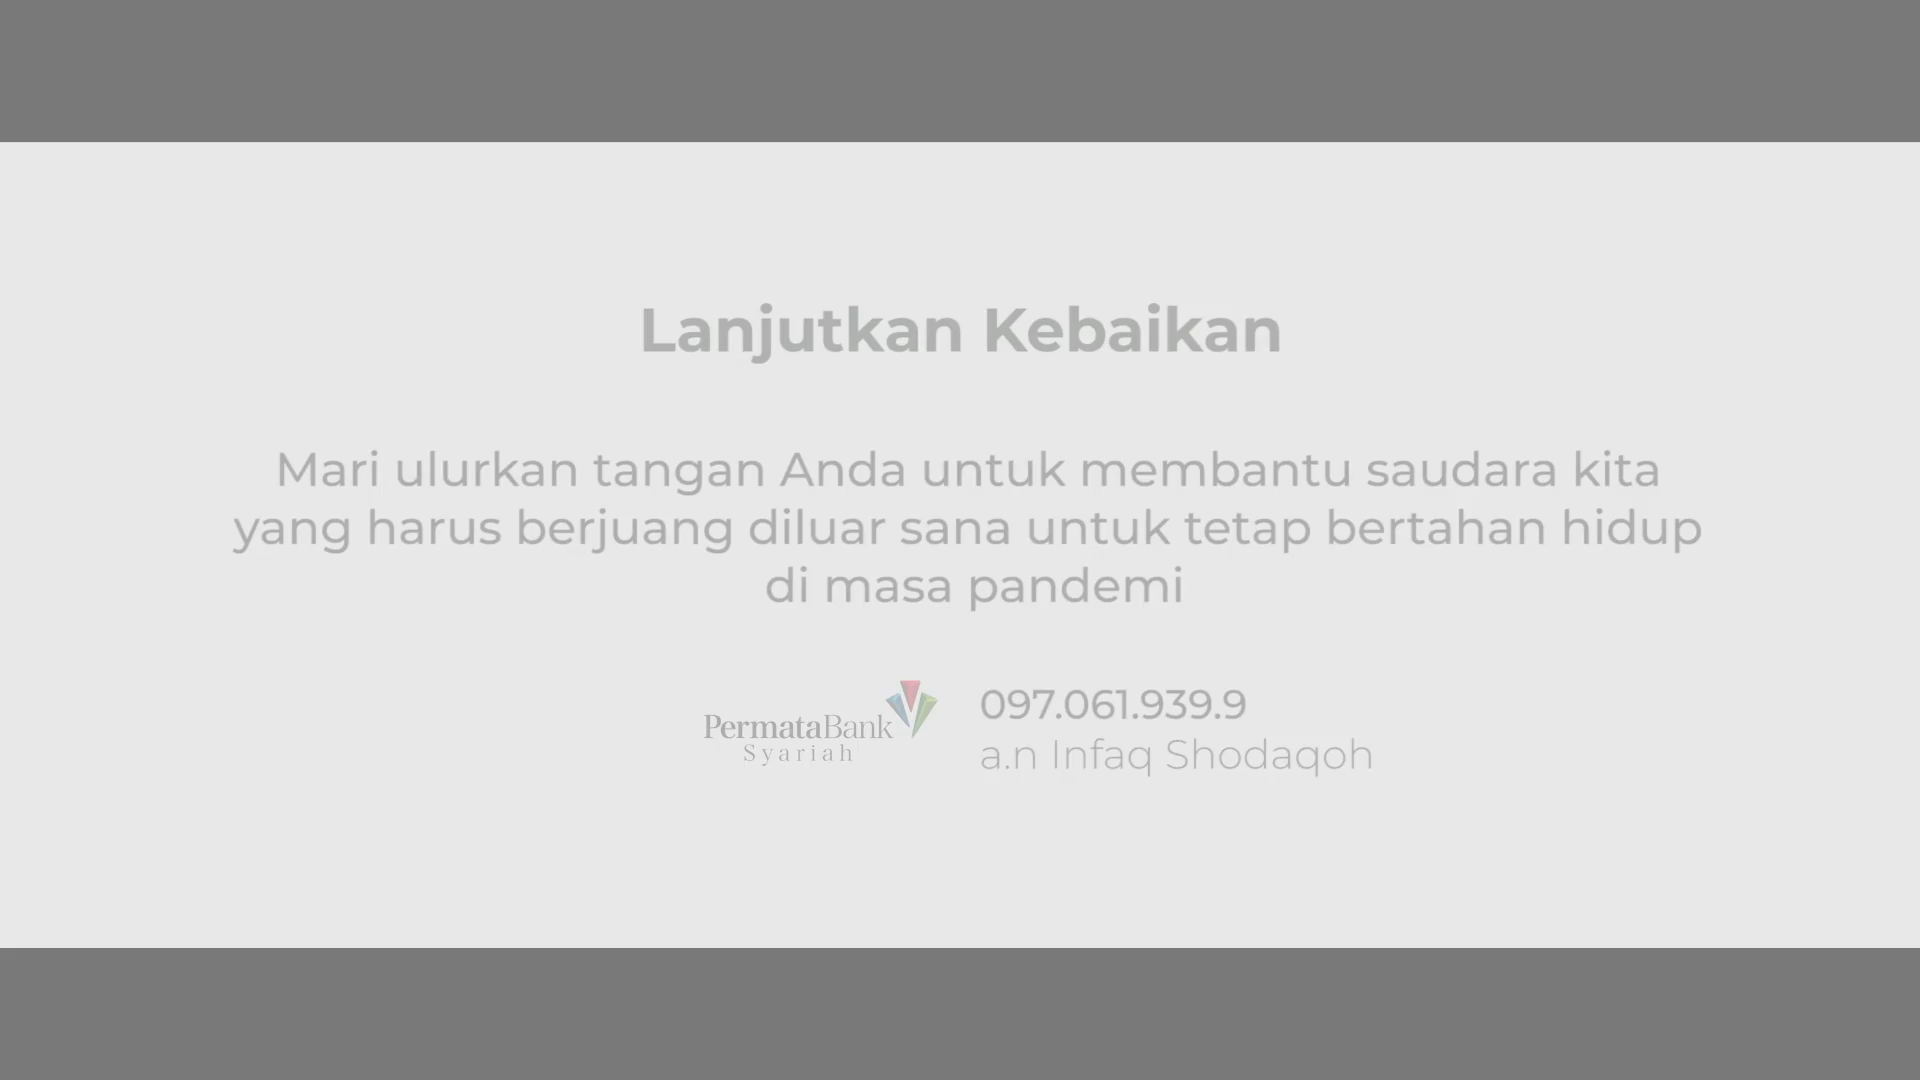 Lanjutkan Kebaikan
Mari ulurkan tangan Anda untuk membantu saudara kita
yang harus berjuang diluar sana untuk tetap bertahan hidup
di masa pandemi
PermataBank
Syariah
097.061.939.9
a.n Infaq Shodaqoh